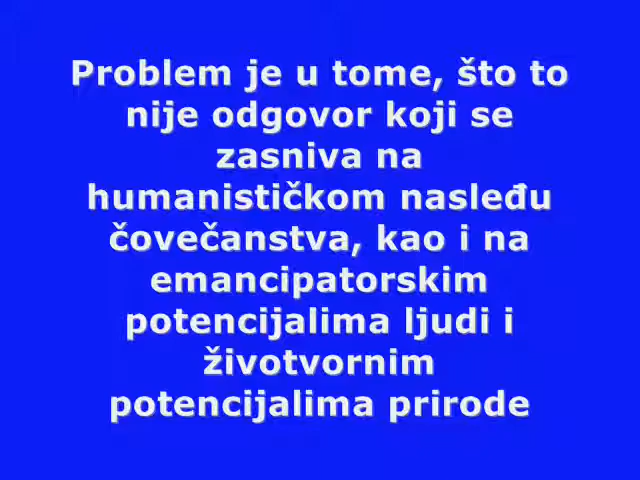 Problem je u tome, što to
nije odgovor koji se
zasniva na
humanističkom nasleđu
čovečanstva, kao i na
emancipatorskim
potencijalima ljudi i
životvornim
potencijalima prirode